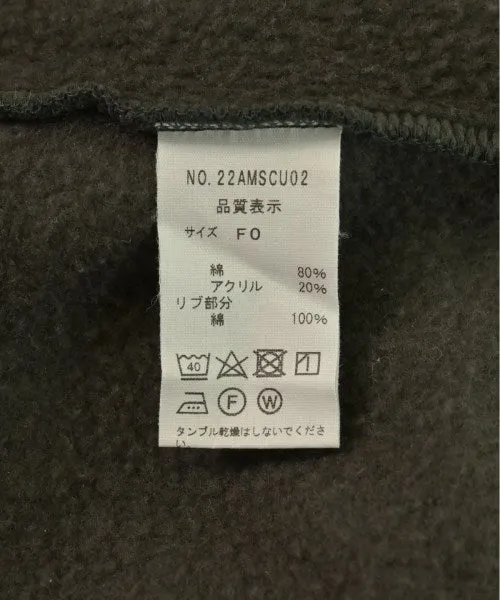 NO.22AMSCU02
品質表示
サイズ FO
綿 80%
アクリル 20%
リブ部分
綿 100%
40
F W
タンブル乾燥はしないでくださ
い。